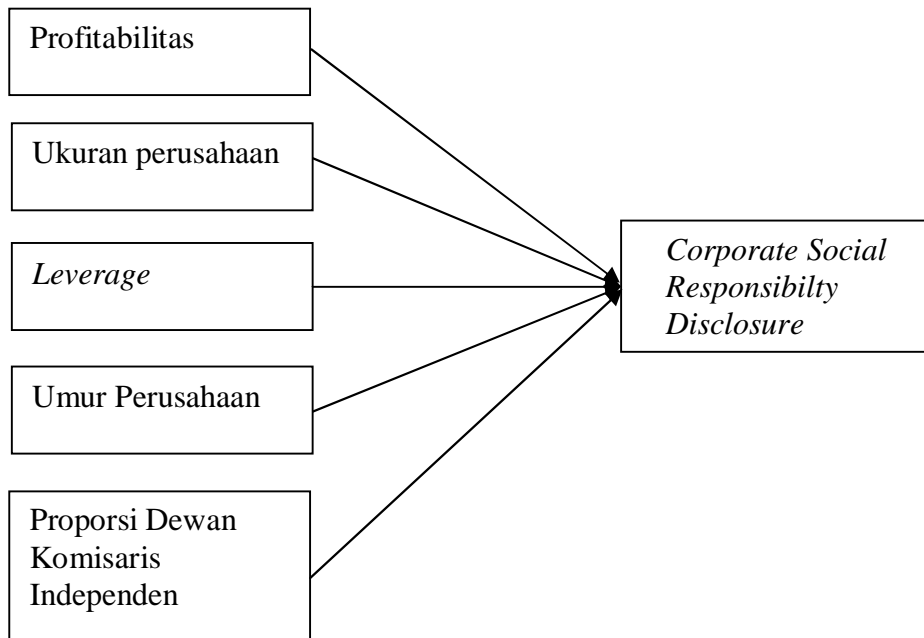 Profitabilitas
Ukuran perusahaan
Leverage
Umur Perusahaan
Proporsi Dewan
Komisaris
Independen
Corporate Social
Responsibilty
Disclosure